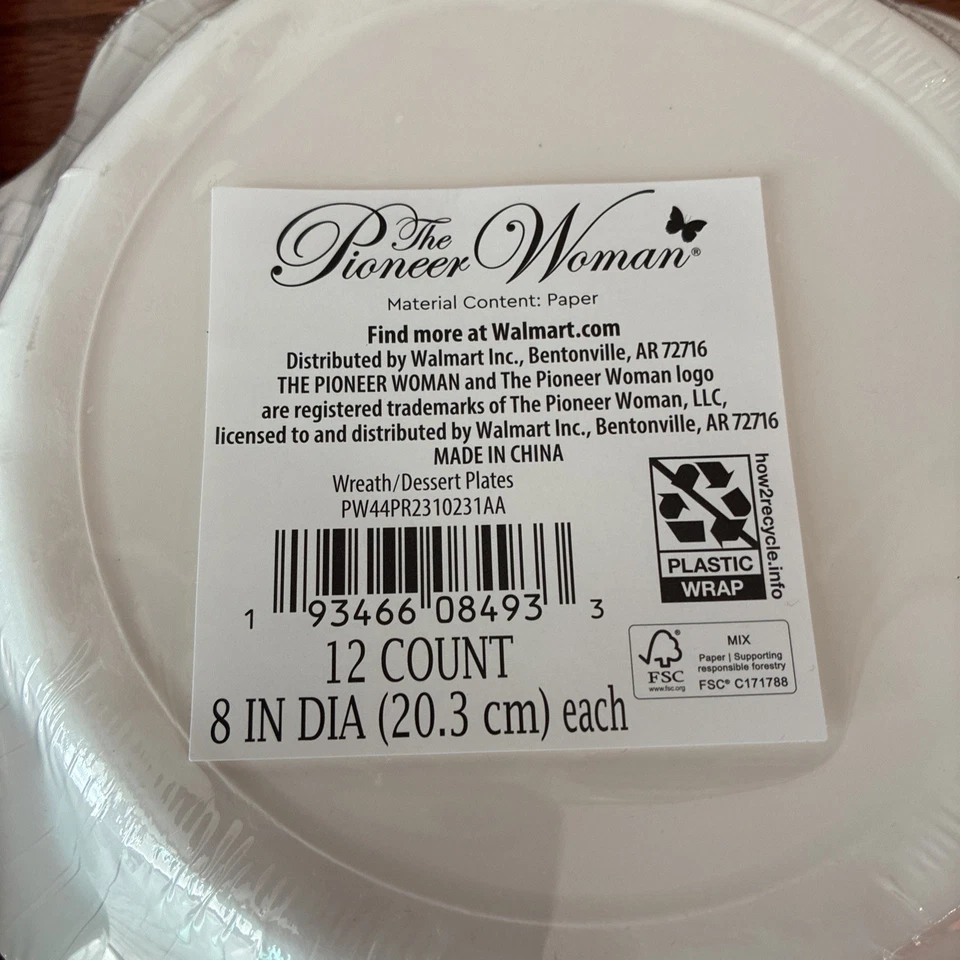 The Pioneer Woman®
Material Content: Paper
Find more at Walmart.com
Distributed by Walmart Inc., Bentonville, AR 72716
THE PIONEER WOMAN and The Pioneer Woman logo
are registered trademarks of The Pioneer Woman, LLC,
licensed to and distributed by Walmart Inc., Bentonville, AR 72716
MADE IN CHINA
Wreath/Dessert Plates
PW44PR2310231AA
1 93466 08493 3
12 COUNT
8 IN DIA (20.3 cm) each
how2recycle.info
PLASTIC
WRAP
FSC®
www.fsc.org
MIX
Paper | Supporting
responsible forestry
FSC® C171788